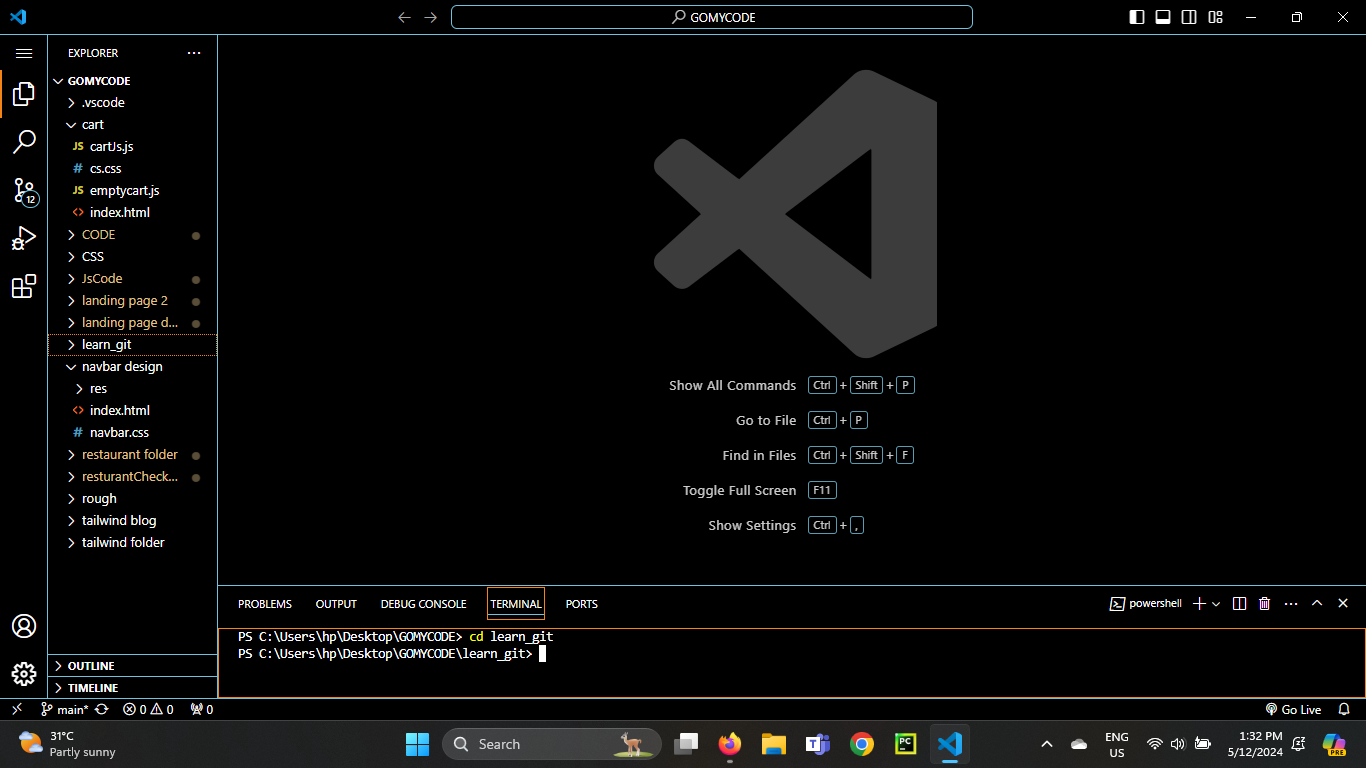 GOMYCODE
EXPLORER
GOMYCODE
.vscode
cart
JS cartJs.js
# cs.css
JS emptycart.js
<> index.html
CODE
CSS
JsCode
landing page 2
landing page d...
learn_git
navbar design
res
<> index.html
# navbar.css
restaurant folder
resturantCheck...
rough
tailwind blog
tailwind folder
OUTLINE
TIMELINE
12
Show All Commands Ctrl + Shift + P
Go to File Ctrl + P
Find in Files Ctrl + Shift + F
Toggle Full Screen F11
Show Settings Ctrl + ,
PROBLEMS OUTPUT DEBUG CONSOLE TERMINAL PORTS powershell
PS C:\Users\hp\Desktop\GOMYCODE> cd learn_git
PS C:\Users\hp\Desktop\GOMYCODE\learn_git>
main* 0 0 0 Go Live
31°C
Partly sunny
Search
PC
ENG
US
1:32 PM
5/12/2024
PRE